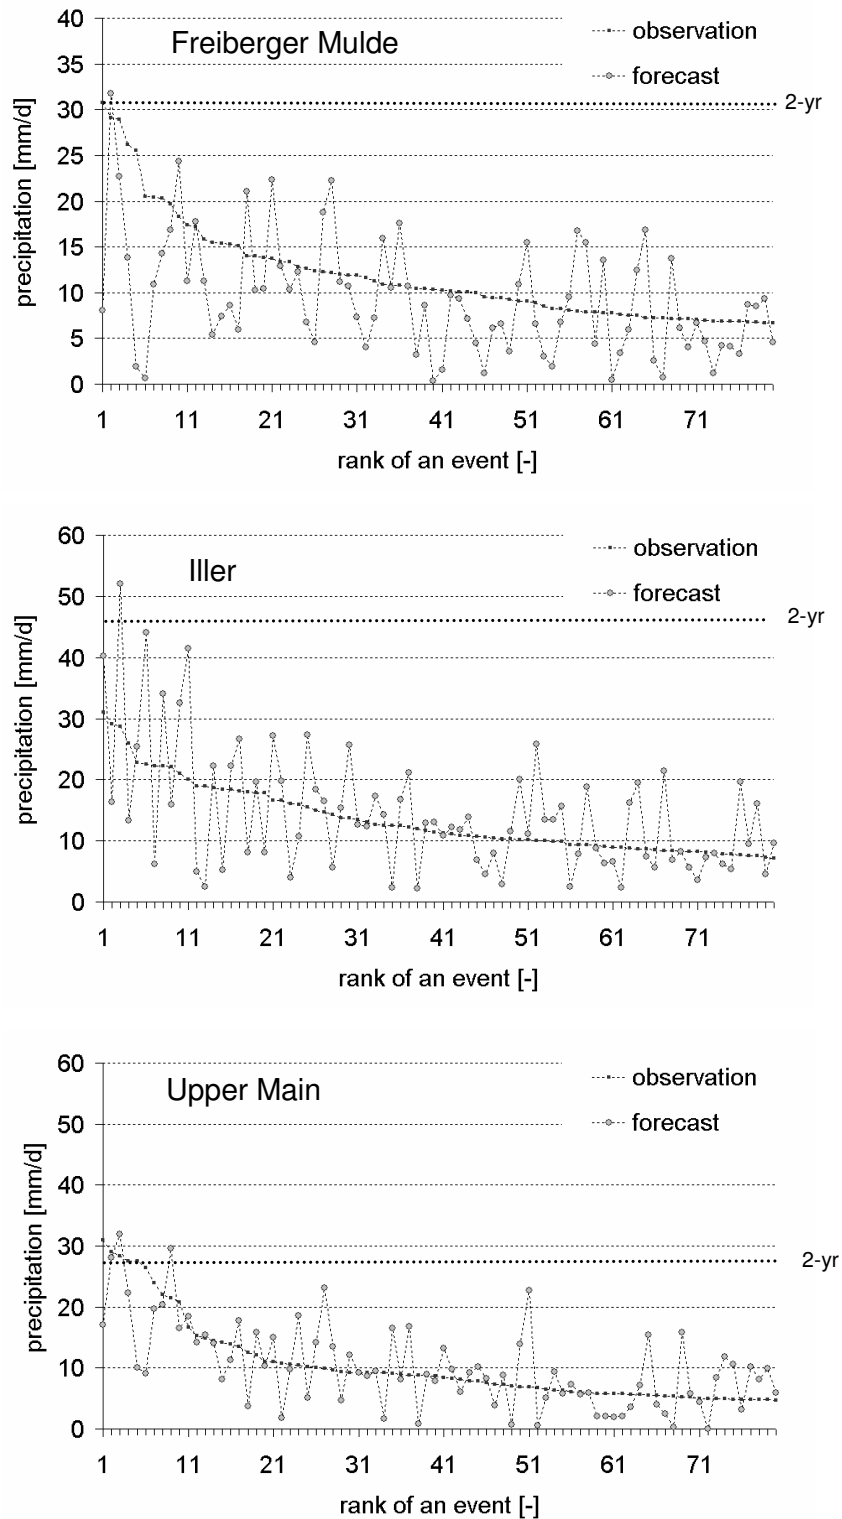 Freiberger Mulde
observation
forecast
2-yr
precipitation [mm/d]
40
35
30
25
20
15
10
5
0
1 11 21 31 41 51 61 71
rank of an event [-]
Iller
observation
forecast
2-yr
precipitation [mm/d]
60
50
40
30
20
10
0
1 11 21 31 41 51 61 71
rank of an event [-]
Upper Main
observation
forecast
2-yr
precipitation [mm/d]
60
50
40
30
20
10
0
1 11 21 31 41 51 61 71
rank of an event [-]